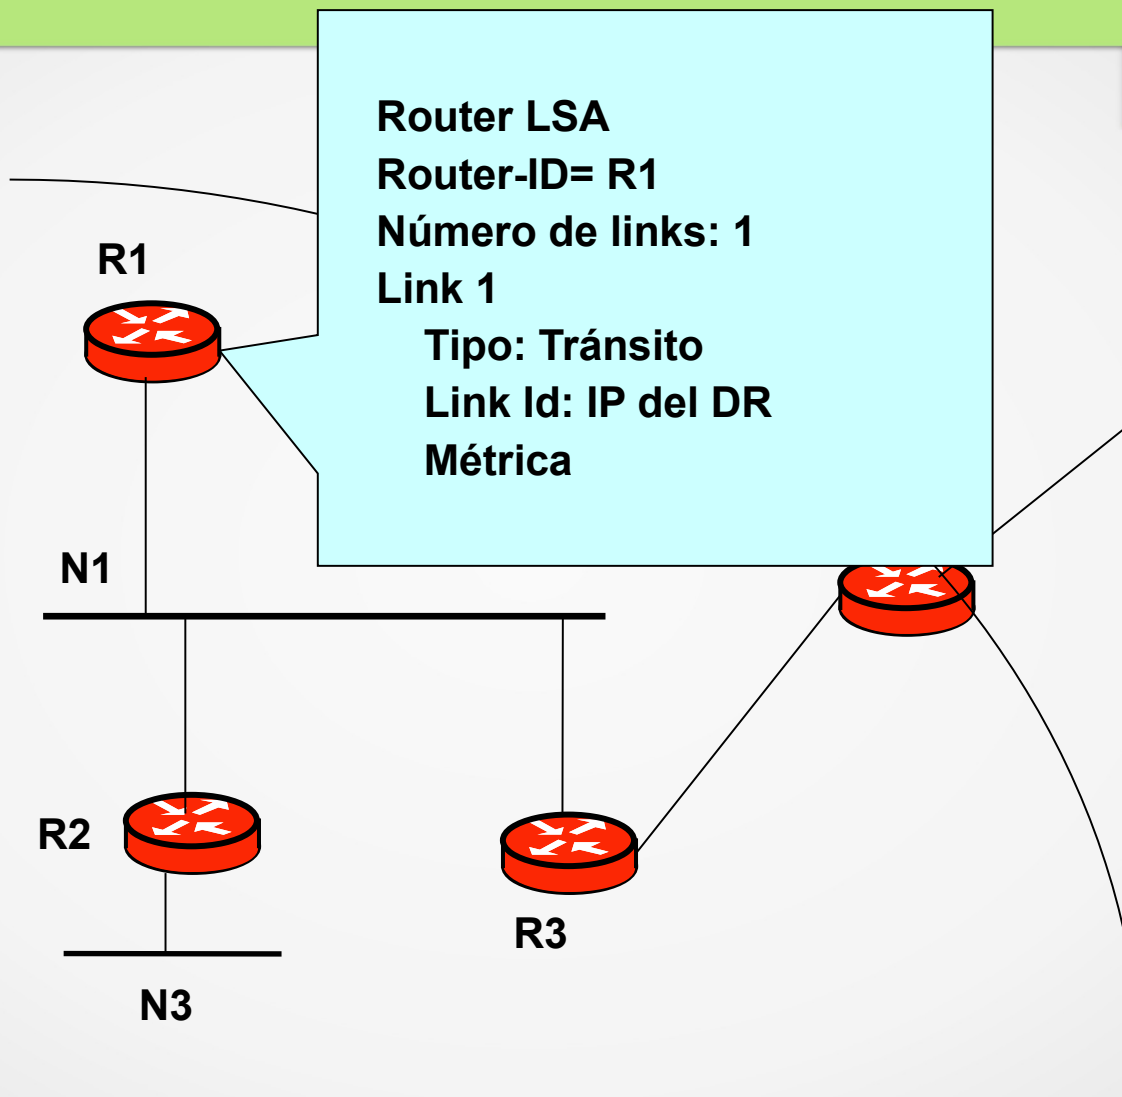 Router LSA
Router-ID= R1
Número de links: 1
Link 1
Tipo: Tránsito
Link Id: IP del DR
Métrica
R1
N1
R2
R3
N3